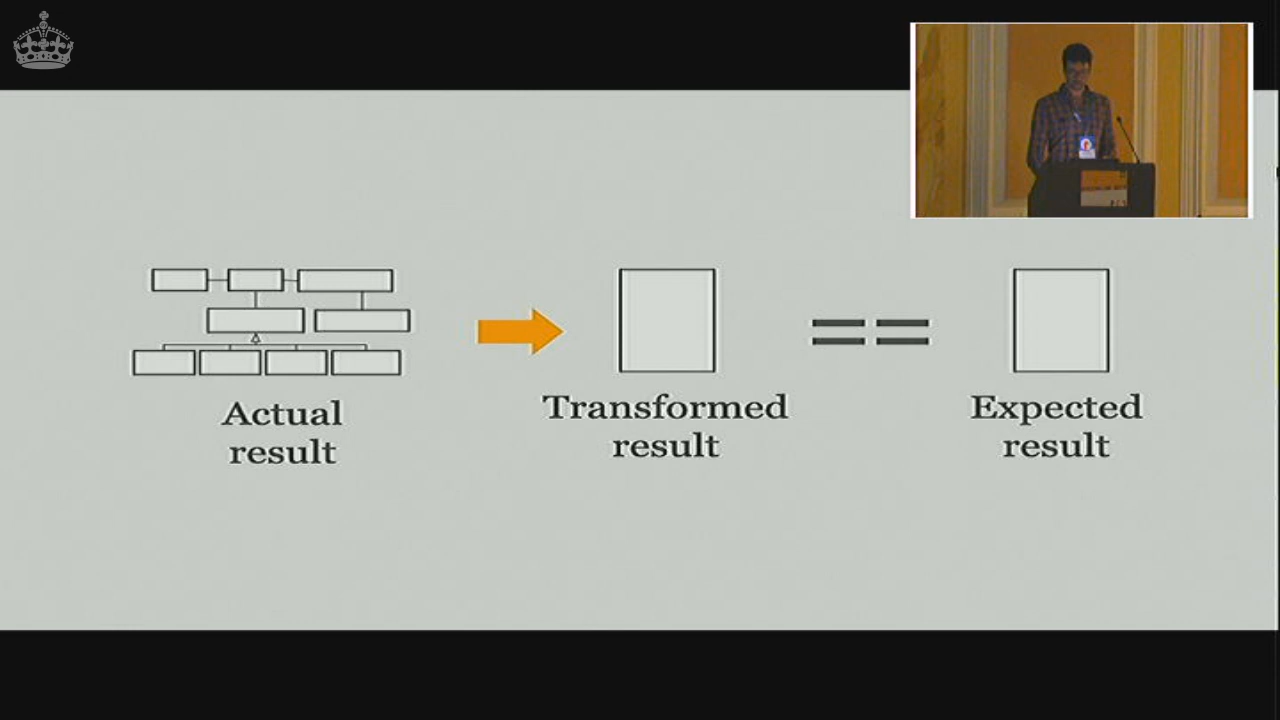 Actual
result
Transformed
result
==
Expected
result